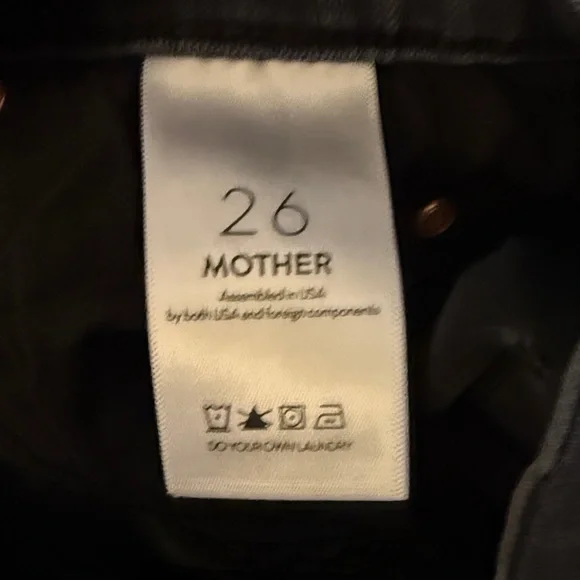 26
MOTHER
Assembled in USA
by both USA and foreign components
DO YOUR OWN LAUNDRY